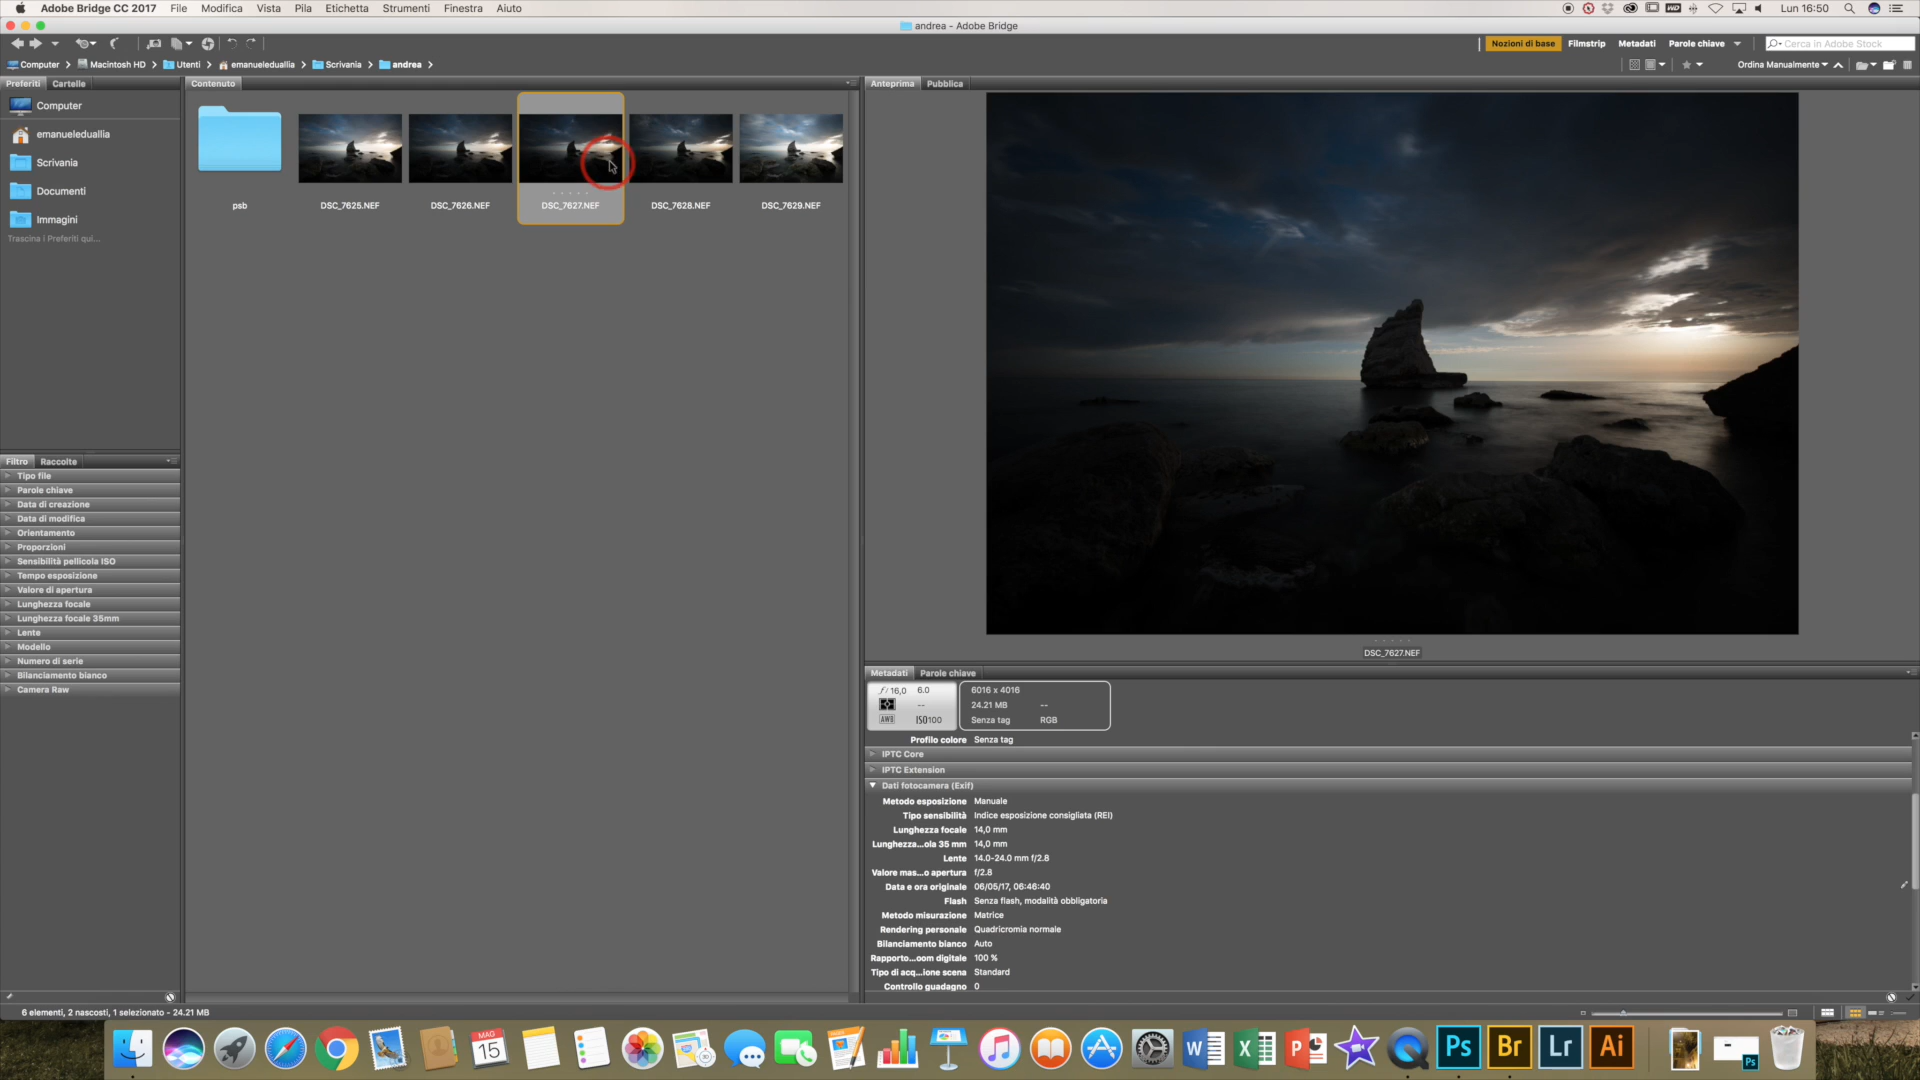 Adobe Bridge CC 2017 File Modifica Vista Pila Etichetta Strumenti Finestra Aiuto Lun 16:50
andrea - Adobe Bridge
Nozioni di base Filmstrip Metadati Parole chiave Cerca in Adobe Stock
Computer Macintosh HD Utenti emanueleduallia Scrivania andrea Ordina Manualmente
Preferiti Cartelle
Computer
emanueleduallia
Scrivania
Documenti
Immagini
Trascina i Preferiti qui...
Contenuto
psb DSC_7625.NEF DSC_7626.NEF DSC_7627.NEF DSC_7628.NEF DSC_7629.NEF
Anteprima Pubblica
DSC_7627.NEF
Filtro Raccolte
Tipo file
Parole chiave
Data di creazione
Data di modifica
Orientamento
Proporzioni
Sensibilità pellicola ISO
Tempo esposizione
Valore di apertura
Lunghezza focale
Lunghezza focale 35mm
Lente
Modello
Numero di serie
Bilanciamento bianco
Camera Raw
Metadati Parole chiave
ƒ/16,0 6.0 6016 x 4016
-- 24.21 MB --
AWB ISO100 Senza tag RGB
Profilo colore Senza tag
IPTC Core
IPTC Extension
Dati fotocamera (Exif)
Metodo esposizione Manuale
Tipo sensibilità Indice esposizione consigliata (REI)
Lunghezza focale 14,0 mm
Lunghezza...ola 35 mm 14,0 mm
Lente 14.0-24.0 mm f/2.8
Valore mas...o apertura f/2.8
Data e ora originale 06/05/17, 06:46:40
Flash Senza flash, modalità obbligatoria
Metodo misurazione Matrice
Rendering personale Quadricromia normale
Bilanciamento bianco Auto
Rapporto...oom digitale 100 %
Tipo di acq...ione scena Standard
Controllo guadagno 0
6 elementi, 2 nascosti, 1 selezionato - 24.21 MB
MAG
15
W X P Ps Br Lr Ai Ps